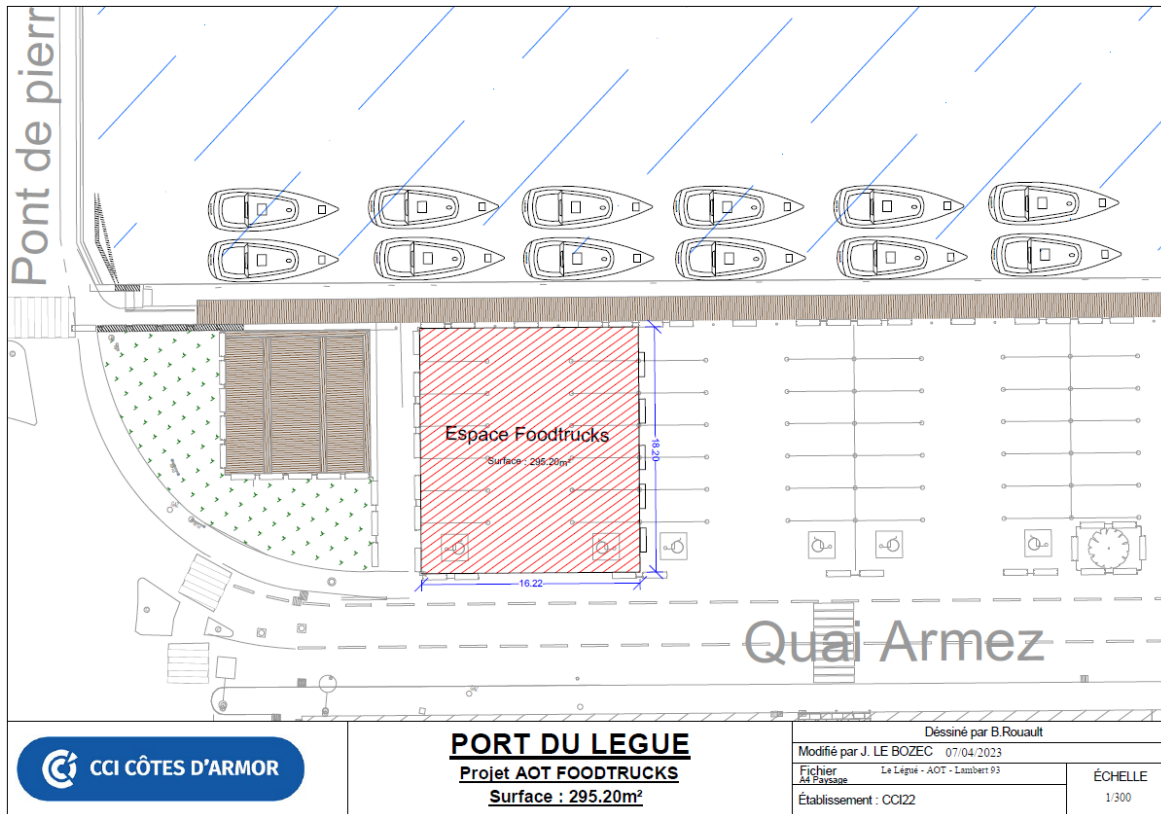 Pont de pierr
Espace Foodtrucks
Surface : 295.20m²
18.20
16.22
Quai Armez
CCI CÔTES D'ARMOR
PORT DU LEGUE
Projet AOT FOODTRUCKS
Surface : 295.20m²
Déssiné par B.Rouault
Modifié par J. LE BOZEC 07/04/2023
Fichier Le Légué - AOT - Lambert 93
A4 Paysage
Établissement : CCI22
ÉCHELLE
1/300